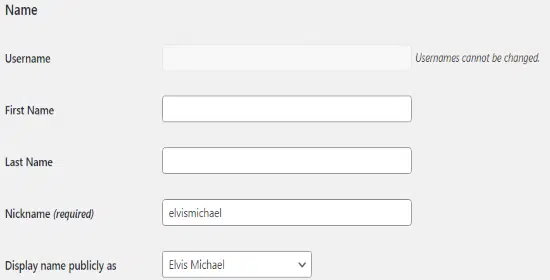 Name
Username Usernames cannot be changed.
First Name
Last Name
Nickname (required) elvismichael
Display name publicly as Elvis Michael